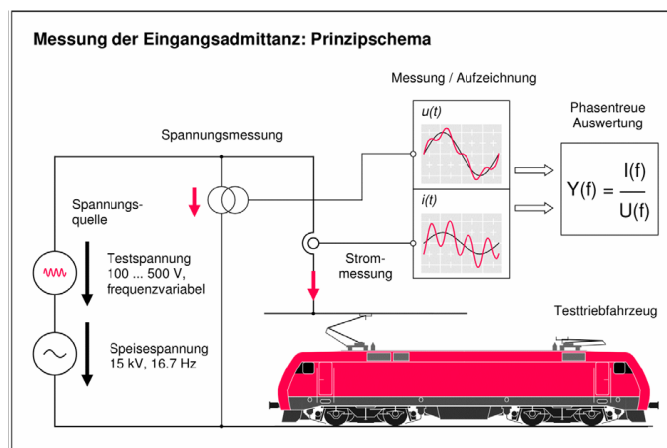 Messung der Eingangsadmittanz: Prinzipschema
Messung / Aufzeichnung
u(t)
Phasentreue
Auswertung
Spannungsmessung
Y(f) = I(f)
U(f)
i(t)
Spannungs-
quelle
Testspannung
100 ... 500 V,
frequenzvariabel
Strom-
messung
Testtriebfahrzeug
Speisespannung
15 kV, 16.7 Hz